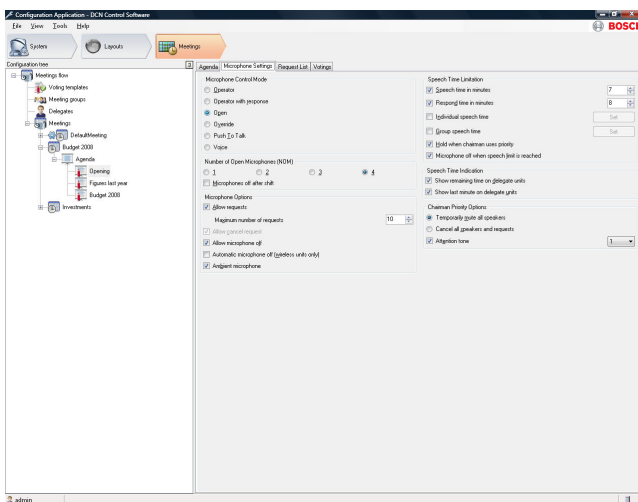 Configuration Application - DCN Control Software
File View Tools Help
BOSCH
System
Layouts
Meetings
Configuration tree
Meetings flow
Voting templates
Meeting groups
Delegates
Meetings
DefaultMeeting
Budget 2008
Agenda
Opening
Figures last year
Budget 2008
Investments
Agenda Microphone Settings Request List Votings
Microphone Control Mode
Operator
Operator with response
Open
Override
Push To Talk
Voice
Number of Open Microphones (NOM)
1 2 3 4
Microphones off after shift
Microphone Options
Allow requests
Maximum number of requests 10
Allow cancel request
Allow microphone off
Automatic microphone off (wireless units only)
Ambient microphone
Speech Time Limitation
Speech time in minutes 7
Respond time in minutes 8
Individual speech time Set
Group speech time Set
Hold when chairman uses priority
Microphone off when speech limit is reached
Speech Time Indication
Show remaining time on delegate units
Show last minute on delegate units
Chairman Priority Options
Temporarily mute all speakers
Cancel all speakers and requests
Attention tone 1
admin